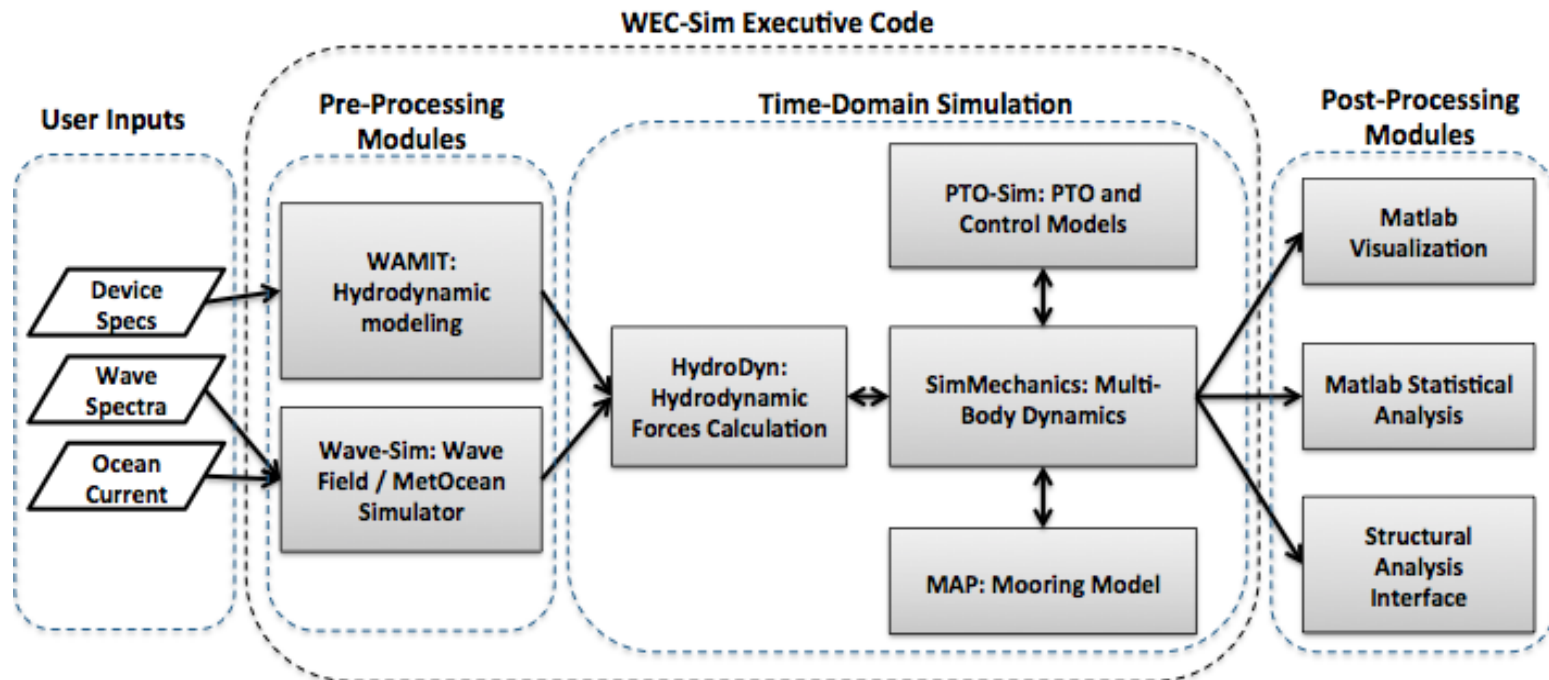 WEC-Sim Executive Code
User Inputs
Device
Specs
Wave
Spectra
Ocean
Current
Pre-Processing
Modules
WAMIT:
Hydrodynamic
modeling
Wave-Sim: Wave
Field / MetOcean
Simulator
Time-Domain Simulation
HydroDyn:
Hydrodynamic
Forces Calculation
PTO-Sim: PTO and
Control Models
SimMechanics: Multi-
Body Dynamics
MAP: Mooring Model
Post-Processing
Modules
Matlab
Visualization
Matlab Statistical
Analysis
Structural
Analysis
Interface